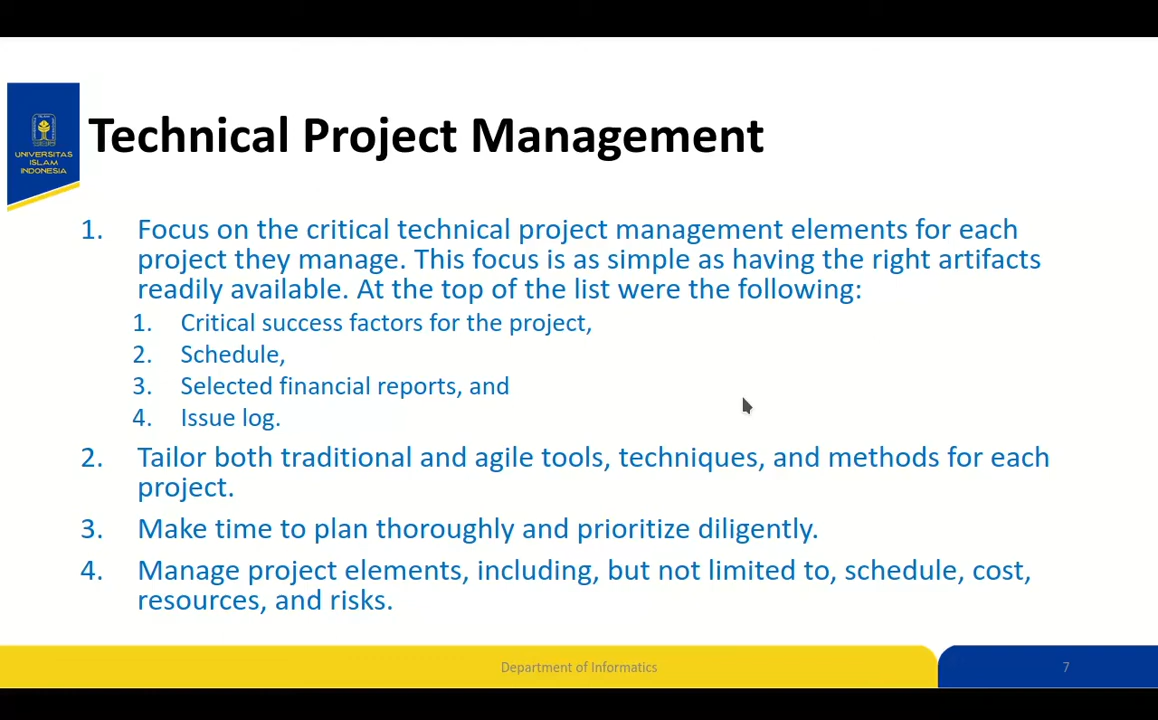 UNIVERSITAS
ISLAM
INDONESIA
Technical Project Management
1. Focus on the critical technical project management elements for each
project they manage. This focus is as simple as having the right artifacts
readily available. At the top of the list were the following:
1. Critical success factors for the project,
2. Schedule,
3. Selected financial reports, and
4. Issue log.
2. Tailor both traditional and agile tools, techniques, and methods for each
project.
3. Make time to plan thoroughly and prioritize diligently.
4. Manage project elements, including, but not limited to, schedule, cost,
resources, and risks.
Department of Informatics
7